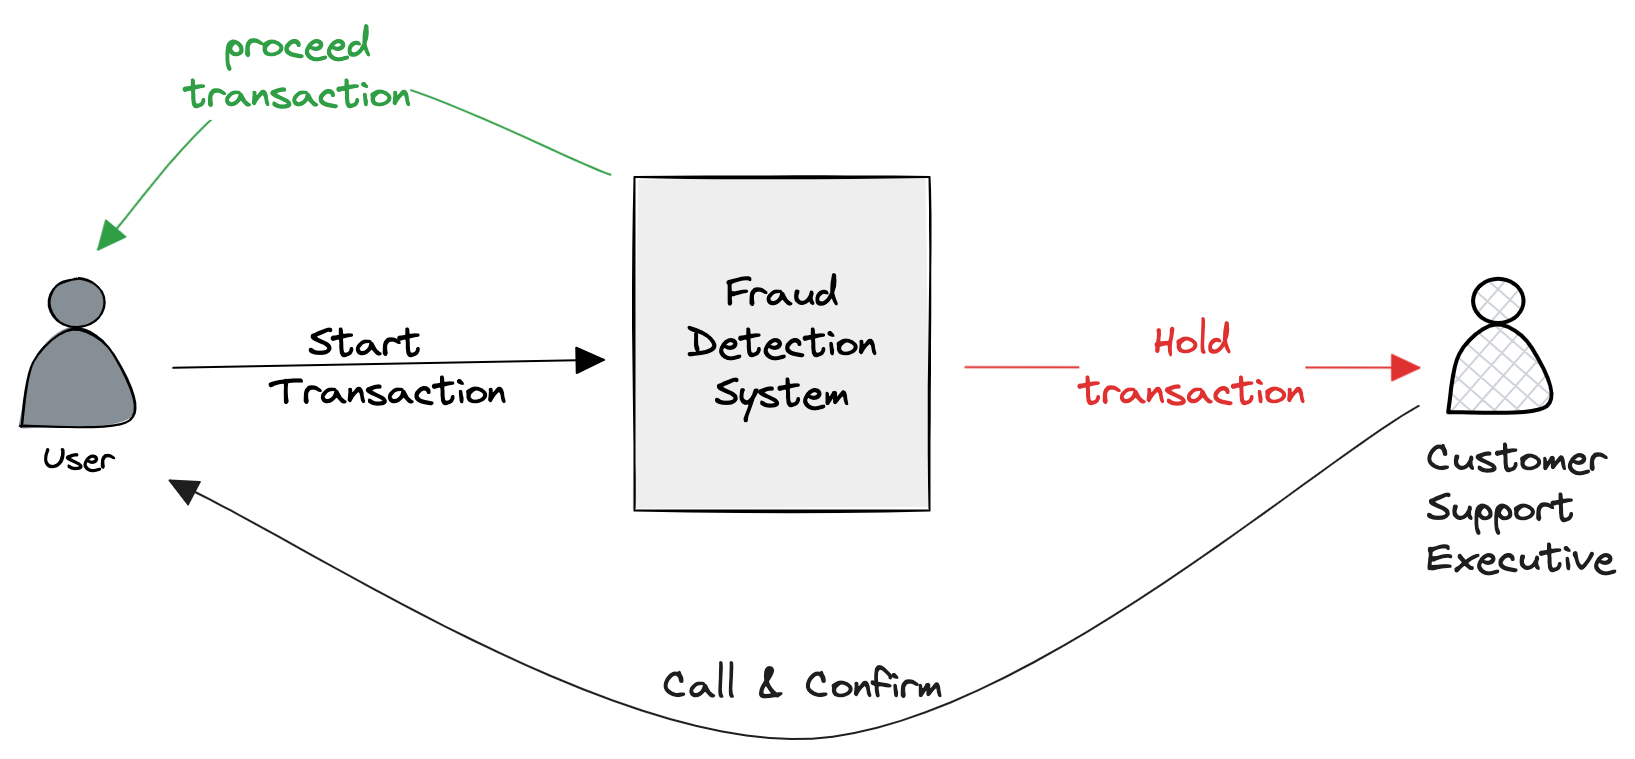 proceed
transaction
Start
Transaction
Fraud
Detection
System
Hold
transaction
User
Customer
Support
Executive
Call & Confirm